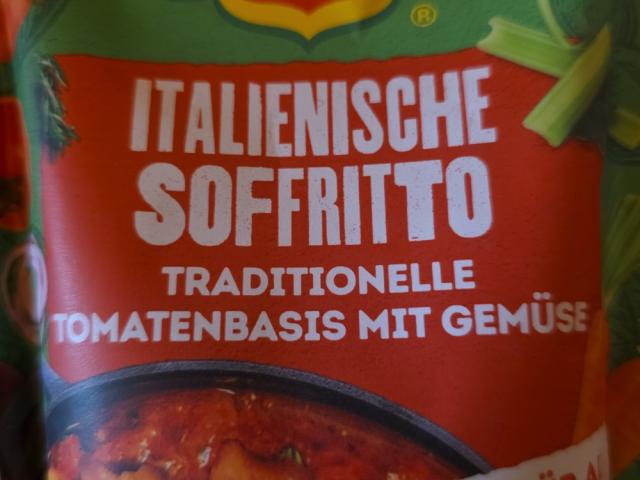 ®
ITALIENISCHE
SOFFRITTO
TRADITIONELLE
TOMATENBASIS MIT GEMÜSE